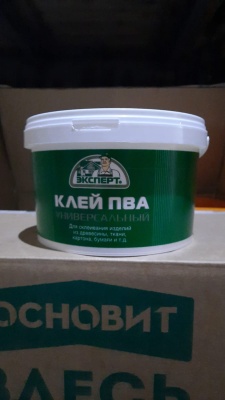 ЭКСПЕРТ
КЛЕЙ ПВА
УНИВЕРСАЛЬНЫЙ
Для склеивания изделий
из древесины, ткани,
картона, бумаги и т.д.
ОСНОВИТ
ЗДЕСЬ